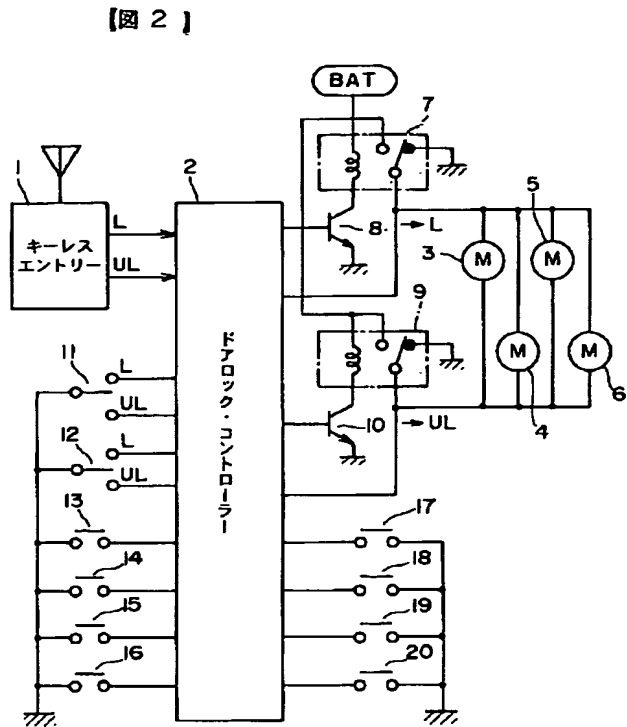 【図2】
BAT
7
1
2
L
キーレス
エントリー
UL
8
→L
3
M
5
M
9
M
4
M
6
11
L
UL
12
L
UL
10
→UL
ドアロック・コントローラー
13
14
15
16
17
18
19
20